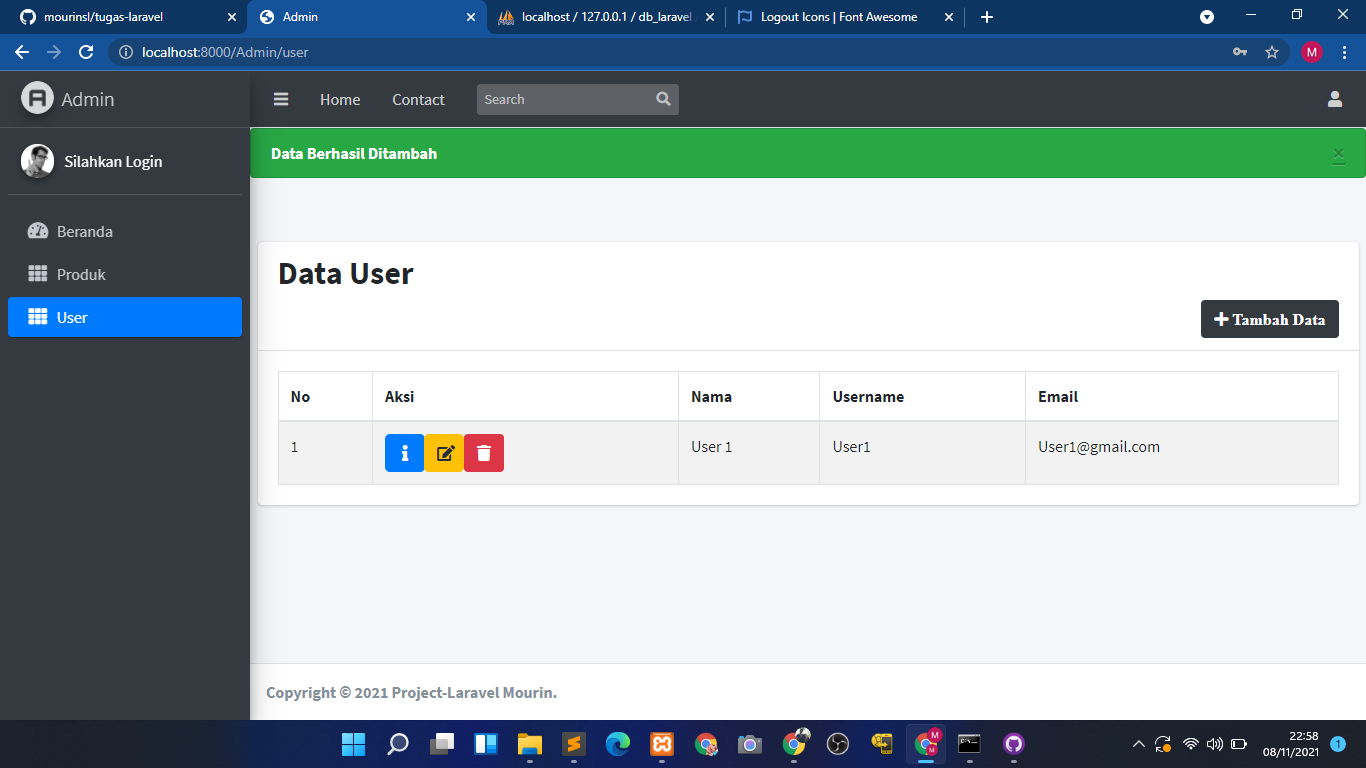 mourinsl/tugas-laravel
Admin
localhost / 127.0.0.1 / db_laravel
Logout Icons | Font Awesome
localhost:8000/Admin/user
M
Admin
Home
Contact
Search
Silahkan Login
Data Berhasil Ditambah
×
Beranda
Produk
User
Data User
Tambah Data
No
Aksi
Nama
Username
Email
1
User 1
User1
User1@gmail.com
Copyright © 2021 Project-Laravel Mourin.
M
M
22:58
08/11/2021
1